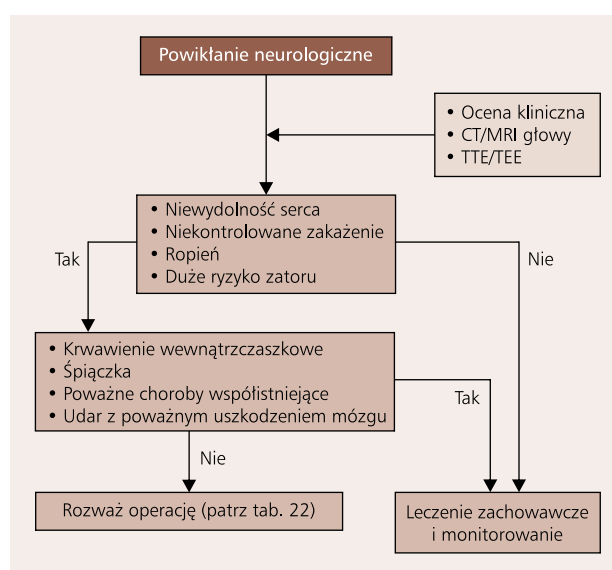 Powikłanie neurologiczne
• Ocena kliniczna
• CT/MRI głowy
• TTE/TEE
• Niewydolność serca
• Niekontrolowane zakażenie
• Ropień
• Duże ryzyko zatoru
Tak
Nie
• Krwawienie wewnątrzczaszkowe
• Śpiączka
• Poważne choroby współistniejące
• Udar z poważnym uszkodzeniem mózgu
Tak
Nie
Rozważ operację (patrz tab. 22)
Leczenie zachowawcze
i monitorowanie